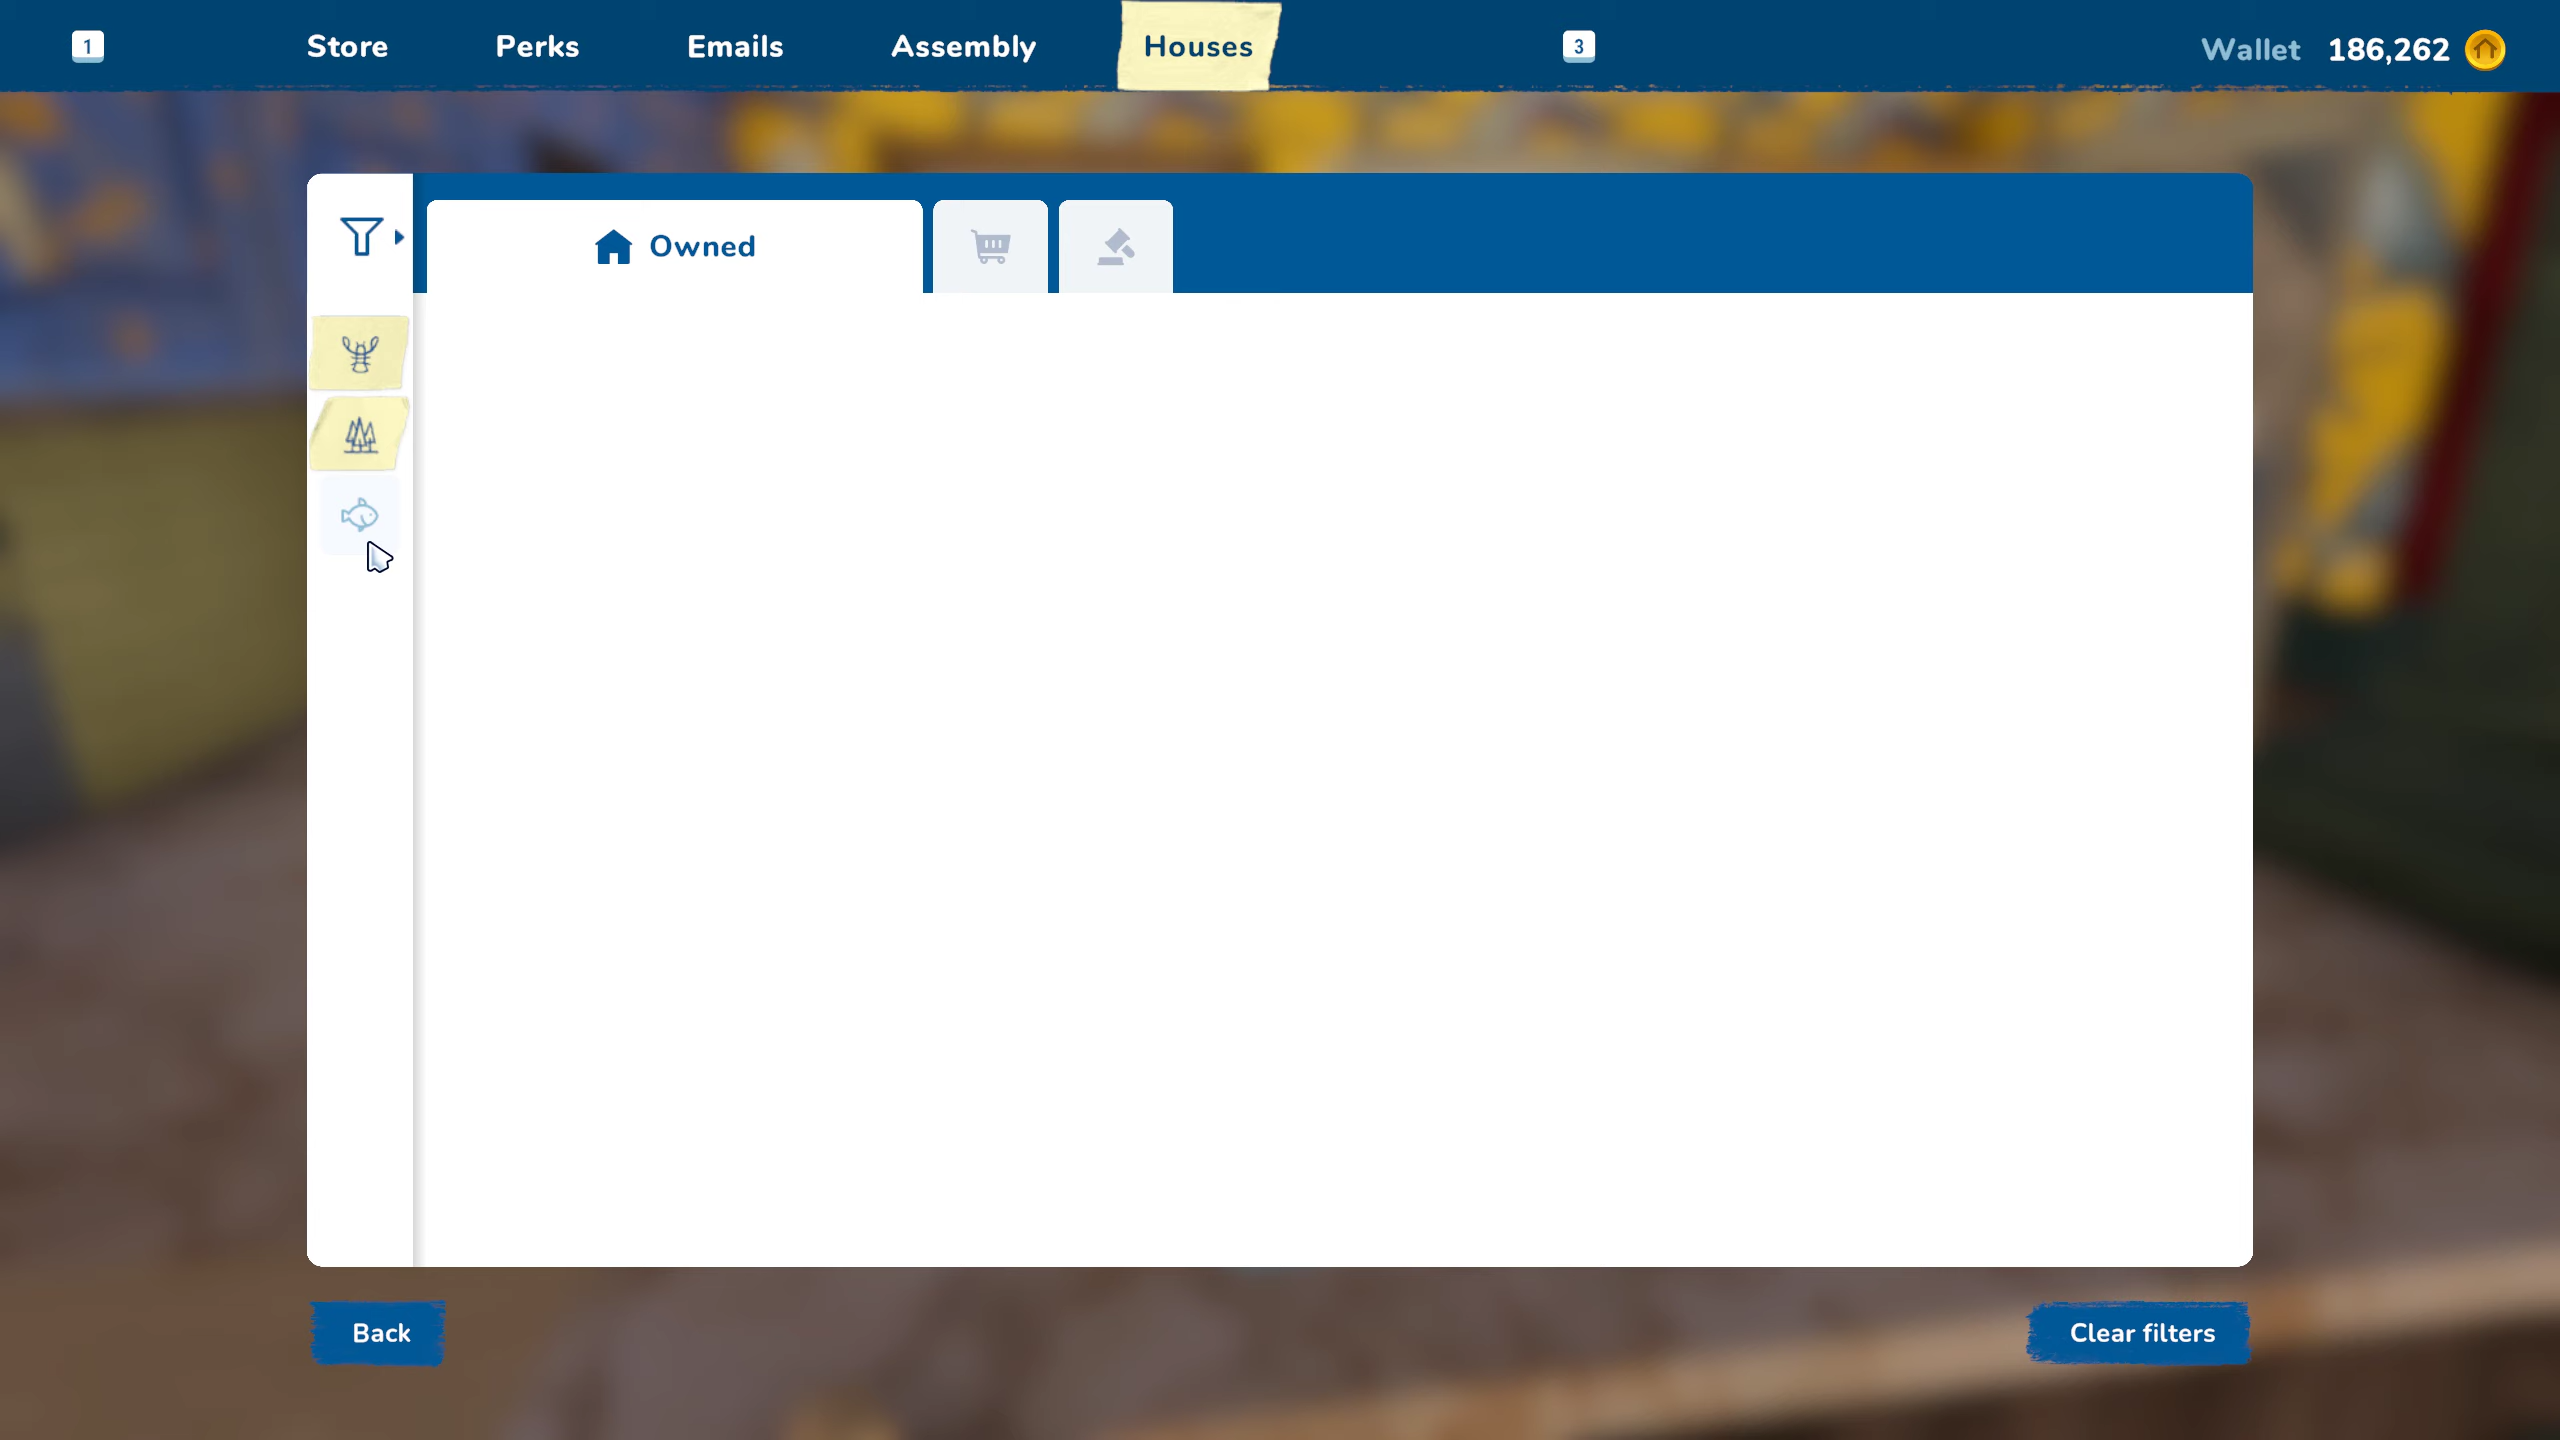 1 Store Perks Emails Assembly Houses 3 Wallet 186,262
Owned
Back Clear filters